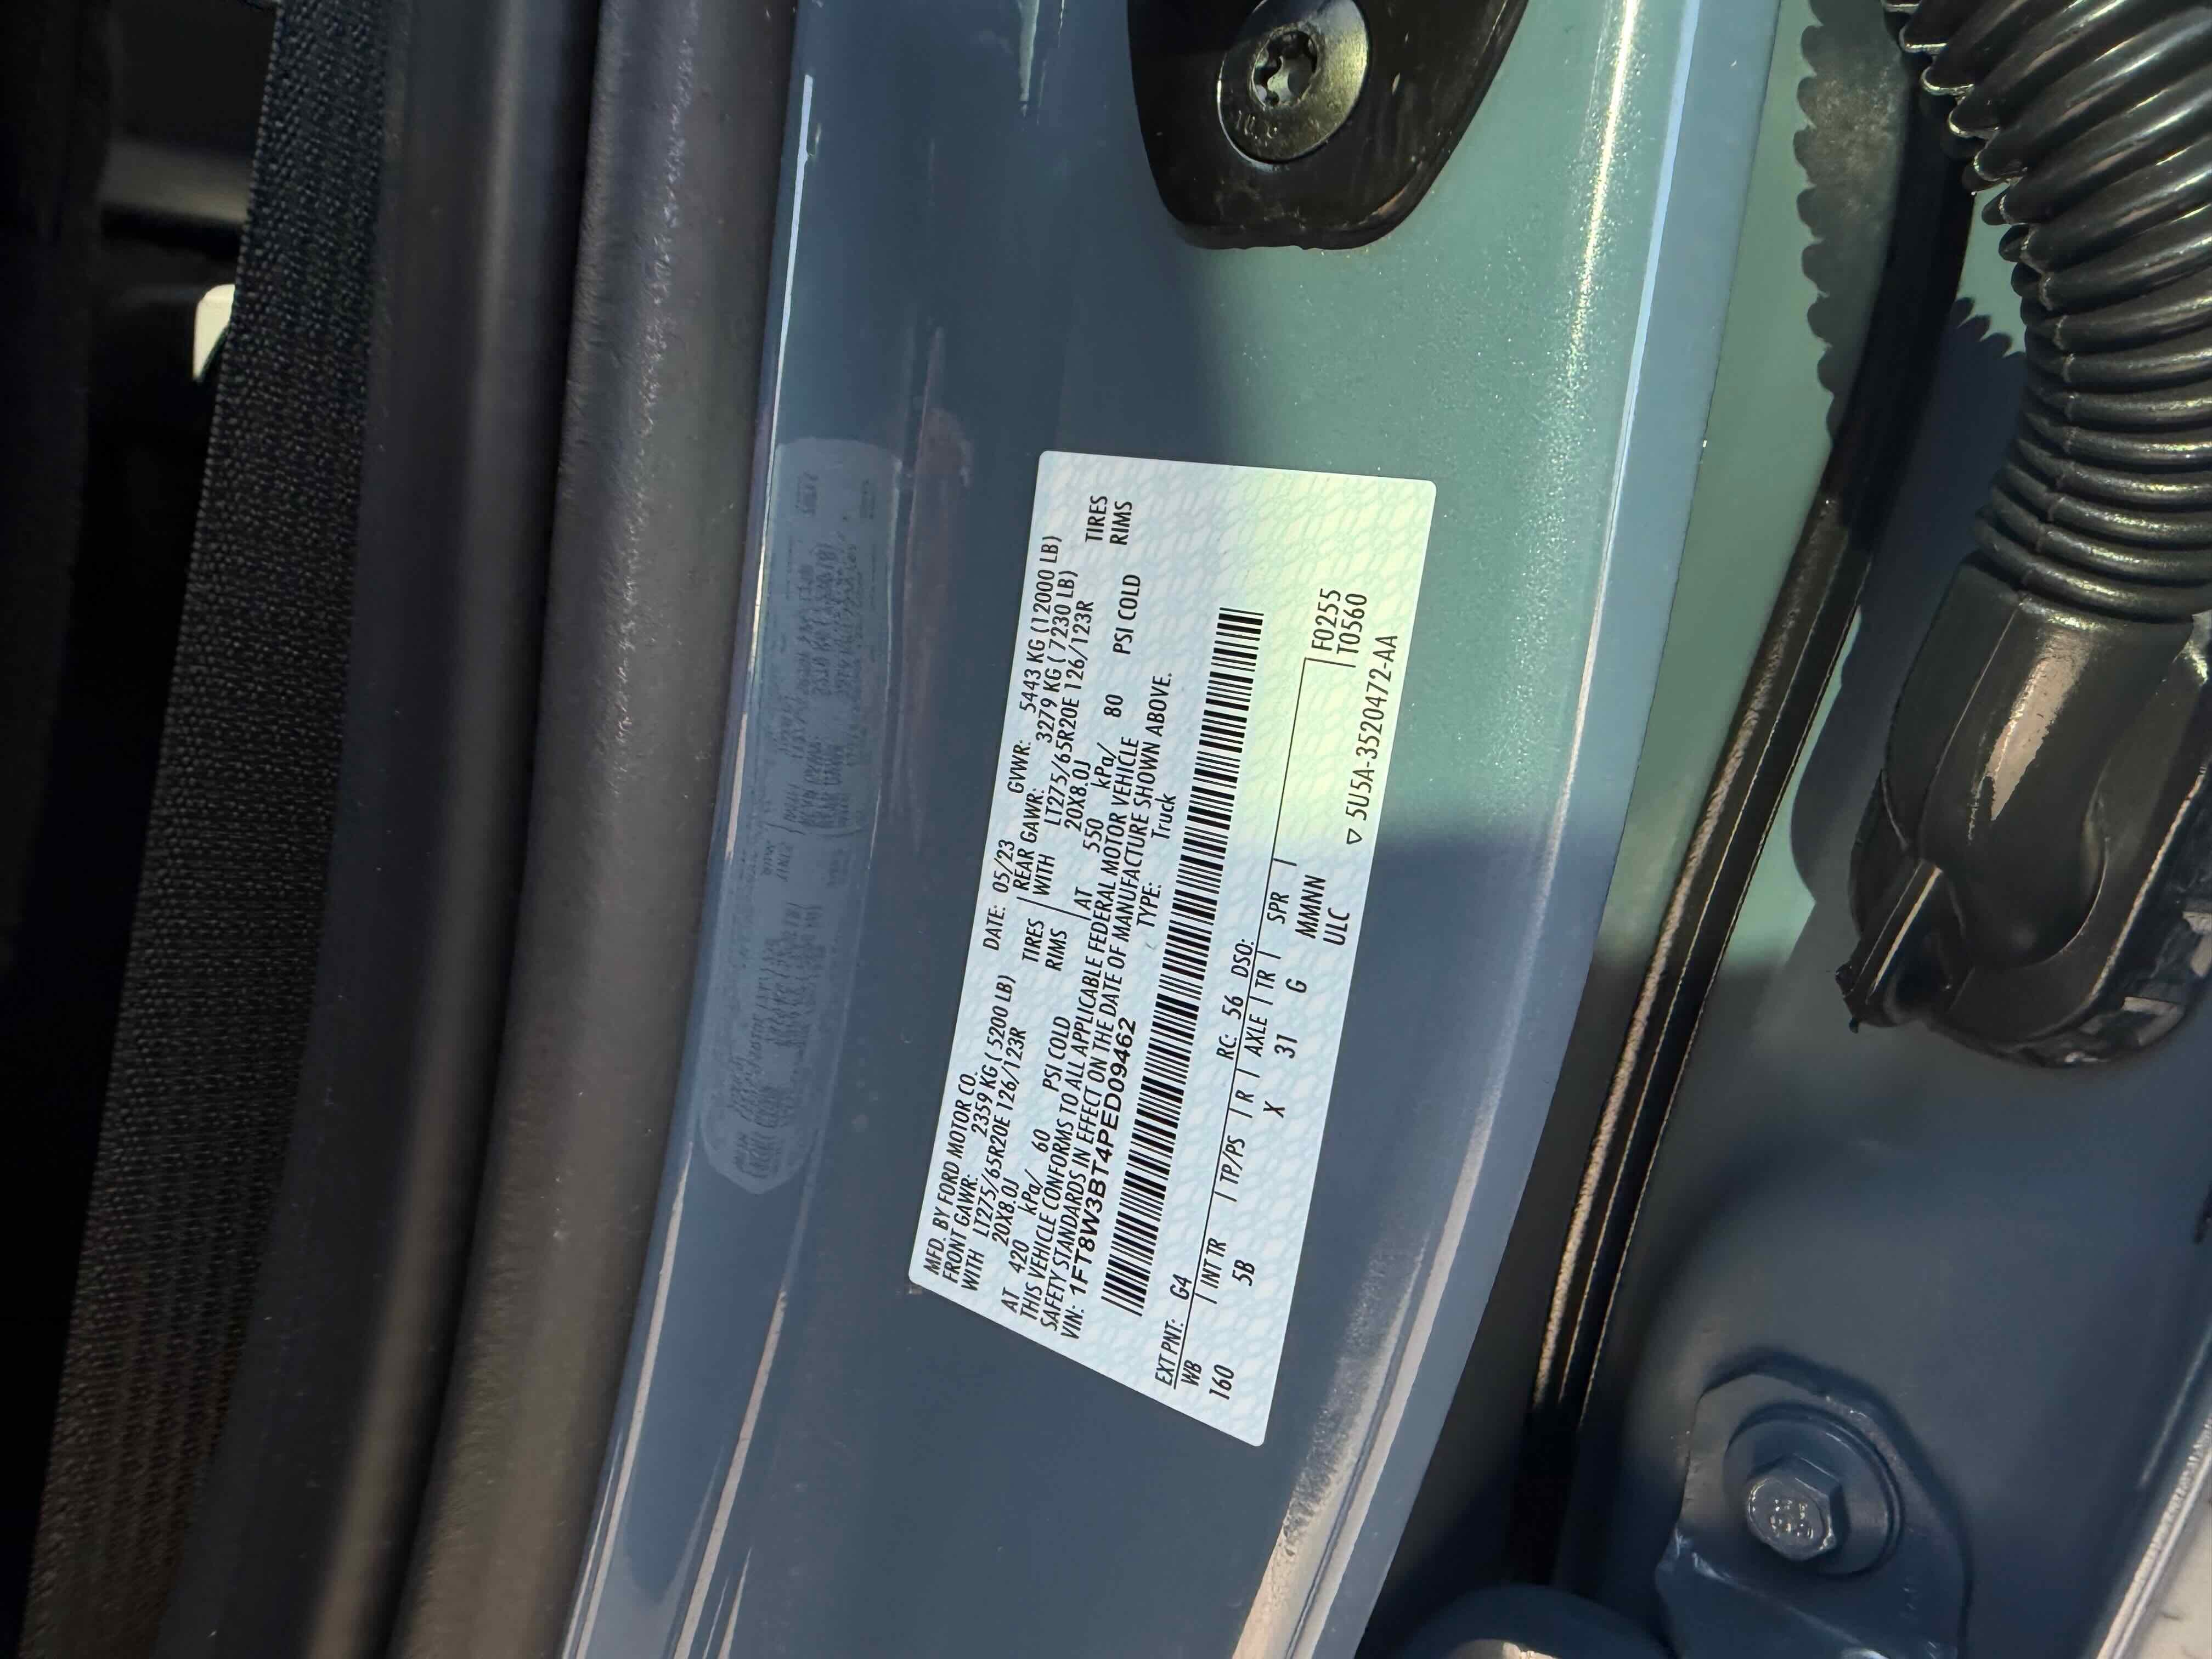 MFD. BY FORD MOTOR CO. DATE: 05/23 GVWR: 5443 KG (12000 LB)
FRONT GAWR: 2359 KG ( 5200 LB) REAR GAWR: 3279 KG ( 7230 LB)
WITH LT275/65R20E 126/123R TIRES WITH LT275/65R20E 126/123R TIRES
20X8.0J RIMS 20X8.0J RIMS
AT 420 kPa/ 60 PSI COLD AT 550 kPa/ 80 PSI COLD
THIS VEHICLE CONFORMS TO ALL APPLICABLE FEDERAL MOTOR VEHICLE
SAFETY STANDARDS IN EFFECT ON THE DATE OF MANUFACTURE SHOWN ABOVE.
VIN: 1FT8W3BT4PED09462 TYPE: Truck
EXT PNT: G4 RC: 56 DSO:
WB INT TR TP/PS R AXLE TR SPR F0255
160 5B X 31 G MMNN T0560
ULC
▽ 5U5A-3520472-AA
10.9